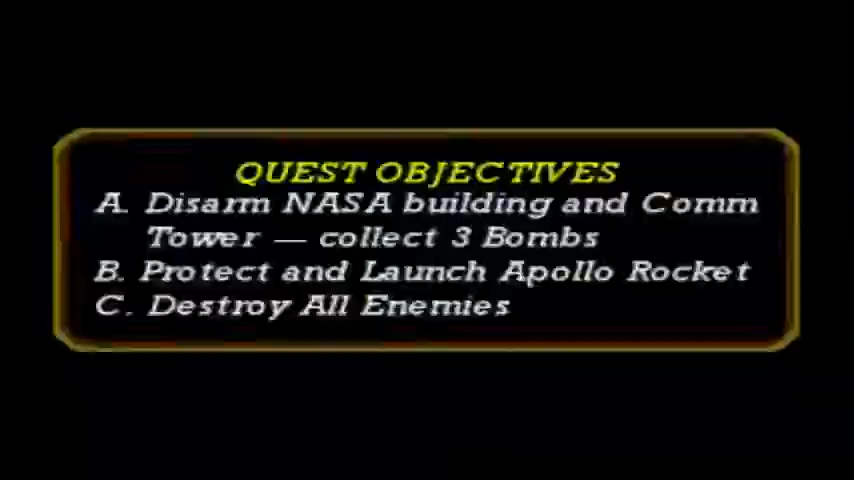 QUEST OBJECTIVES
A. Disarm NASA building and Comm
Tower — collect 3 Bombs
B. Protect and Launch Apollo Rocket
C. Destroy All Enemies